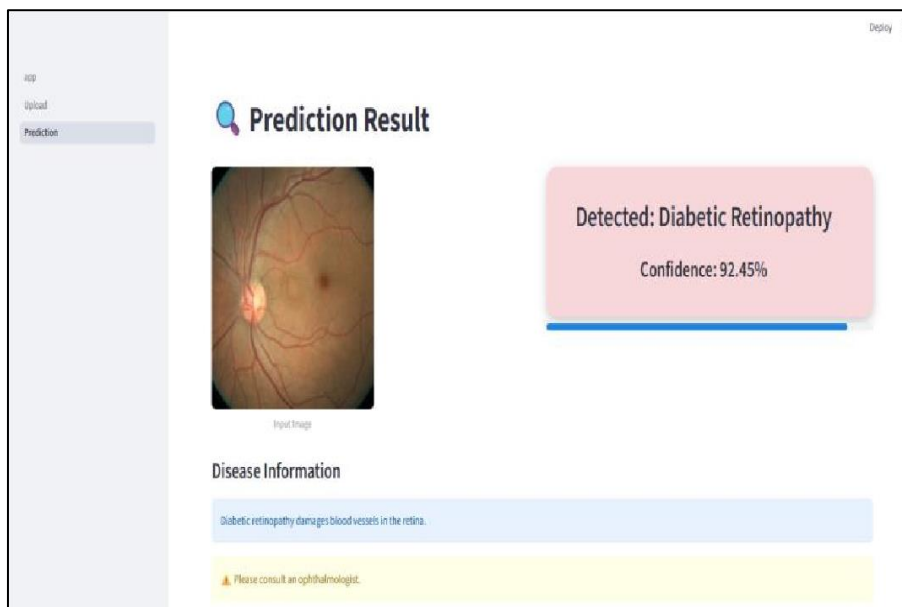 Deploy
app
Upload
Prediction
Prediction Result
Detected: Diabetic Retinopathy
Confidence: 92.45%
Input Image
Disease Information
Diabetic retinopathy damages blood vessels in the retina.
Please consult an ophthalmologist.